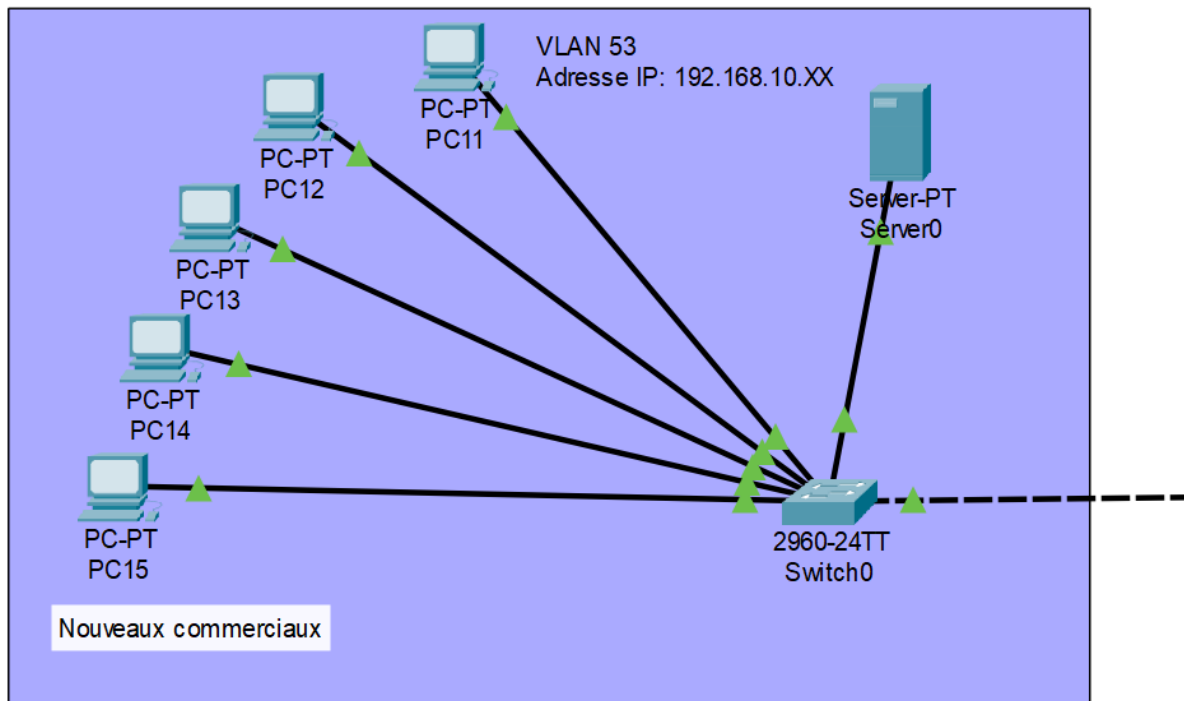 VLAN 53
Adresse IP: 192.168.10.XX
PC-PT
PC11
PC-PT
PC12
Server-PT
Server0
PC-PT
PC13
PC-PT
PC14
PC-PT
PC15
2960-24TT
Switch0
Nouveaux commerciaux